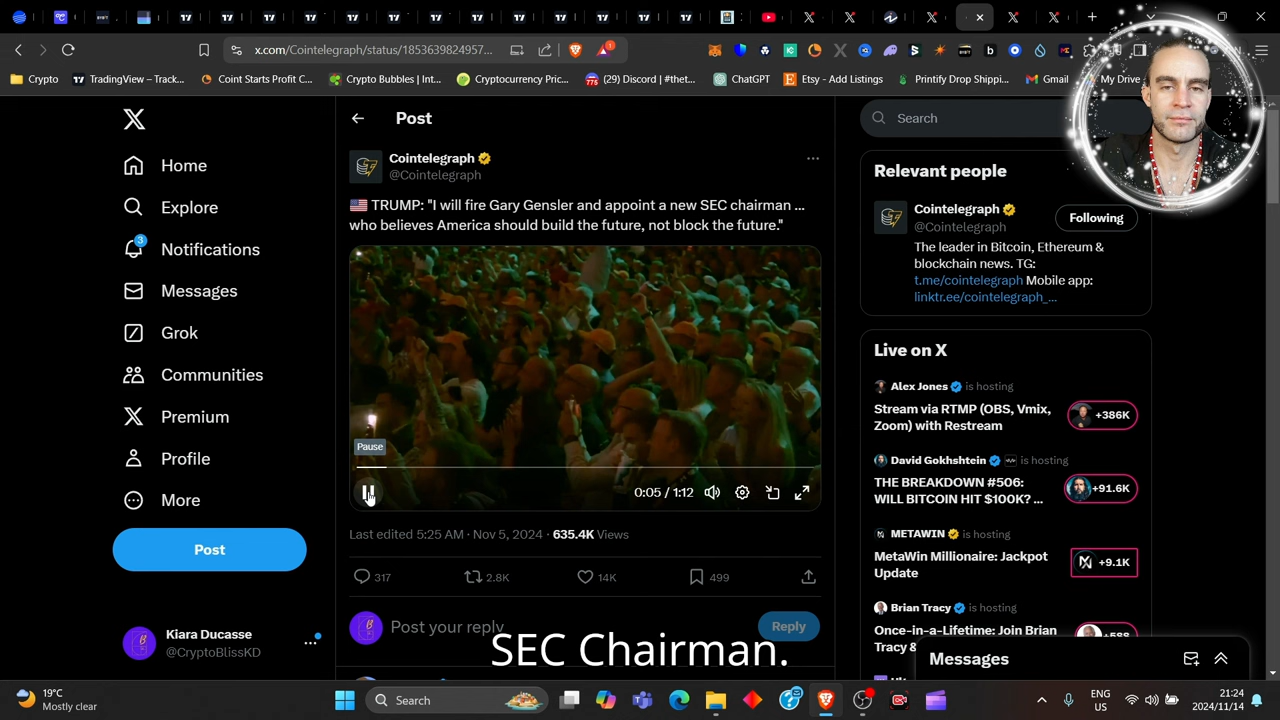 x.com/Cointelegraph/status/1853639824957...
Crypto
TradingView – Track...
Coint Starts Profit C...
Crypto Bubbles | Int...
Cryptocurrency Pric...
(29) Discord | #thet...
ChatGPT
Etsy - Add Listings
Printify Drop Shippi...
Gmail
My Drive
Home
Explore
3
Notifications
Messages
Grok
Communities
Premium
Profile
More
Post
Kiara Ducasse
@CryptoBlissKD
Post
Cointelegraph
@Cointelegraph
TRUMP: "I will fire Gary Gensler and appoint a new SEC chairman ...
who believes America should build the future, not block the future."
Pause
0:05 / 1:12
Last edited 5:25 AM · Nov 5, 2024 · 635.4K Views
317
2.8K
14K
499
Post your reply
Reply
SEC Chairman.
Search
Relevant people
Cointelegraph
@Cointelegraph
Following
The leader in Bitcoin, Ethereum &
blockchain news. TG:
t.me/cointelegraph Mobile app:
linktr.ee/cointelegraph_...
Live on X
Alex Jones is hosting
Stream via RTMP (OBS, Vmix,
Zoom) with Restream
+386K
David Gokhshtein is hosting
THE BREAKDOWN #506:
WILL BITCOIN HIT $100K? ...
+91.6K
METAWIN is hosting
MetaWin Millionaire: Jackpot
Update
+9.1K
Brian Tracy is hosting
Once-in-a-Lifetime: Join Brian
Tracy &
Messages
19°C
Mostly clear
Search
ENG
US
21:24
2024/11/14